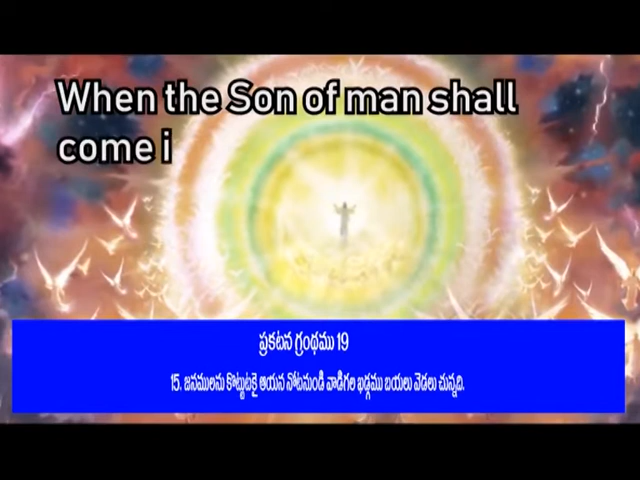 When the Son of man shall
come i
ప్రకటన గ్రంథము 19
15. జనములను కొట్టుటకై ఆయన నోటనుండి వాడిగల ఖడ్గము బయలు వెడలు చున్నది.